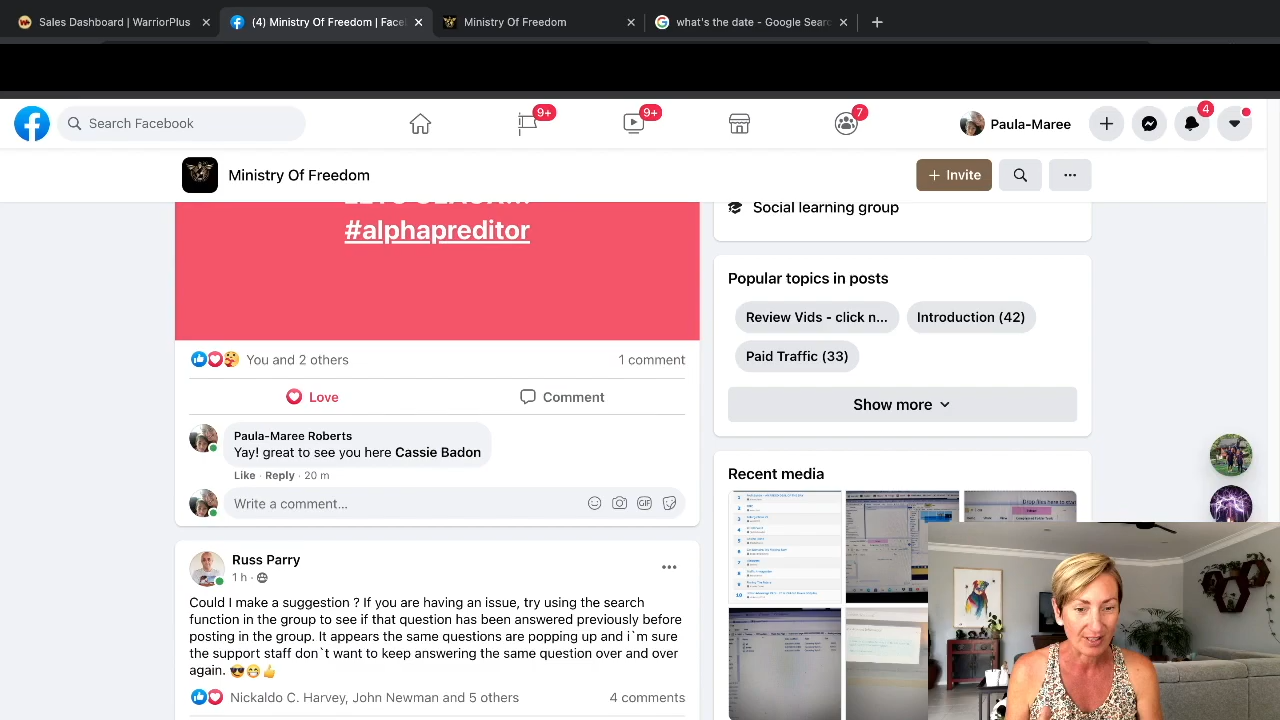 Sales Dashboard | WarriorPlus
(4) Ministry Of Freedom | Face
Ministry Of Freedom
what's the date - Google Sear
Search Facebook
9+
9+
7
Paula-Maree
4
Ministry Of Freedom
Invite
#alphapreditor
You and 2 others
1 comment
Love
Comment
Paula-Maree Roberts
Yay! great to see you here Cassie Badon
Like · Reply · 20 m
Write a comment...
GIF
Russ Parry
1 h ·
Could I make a suggestion ? If you are having an issue, try using the search
function in the group to see if that question has been answered previously before
posting in the group. It appears the same questions are popping up and i`m sure
the support staff don`t want to keep answering the same question over and over
again.
Nickaldo C. Harvey, John Newman and 5 others
4 comments
Social learning group
Popular topics in posts
Review Vids - click n...
Introduction (42)
Paid Traffic (33)
Show more
Recent media
Drop files here to star